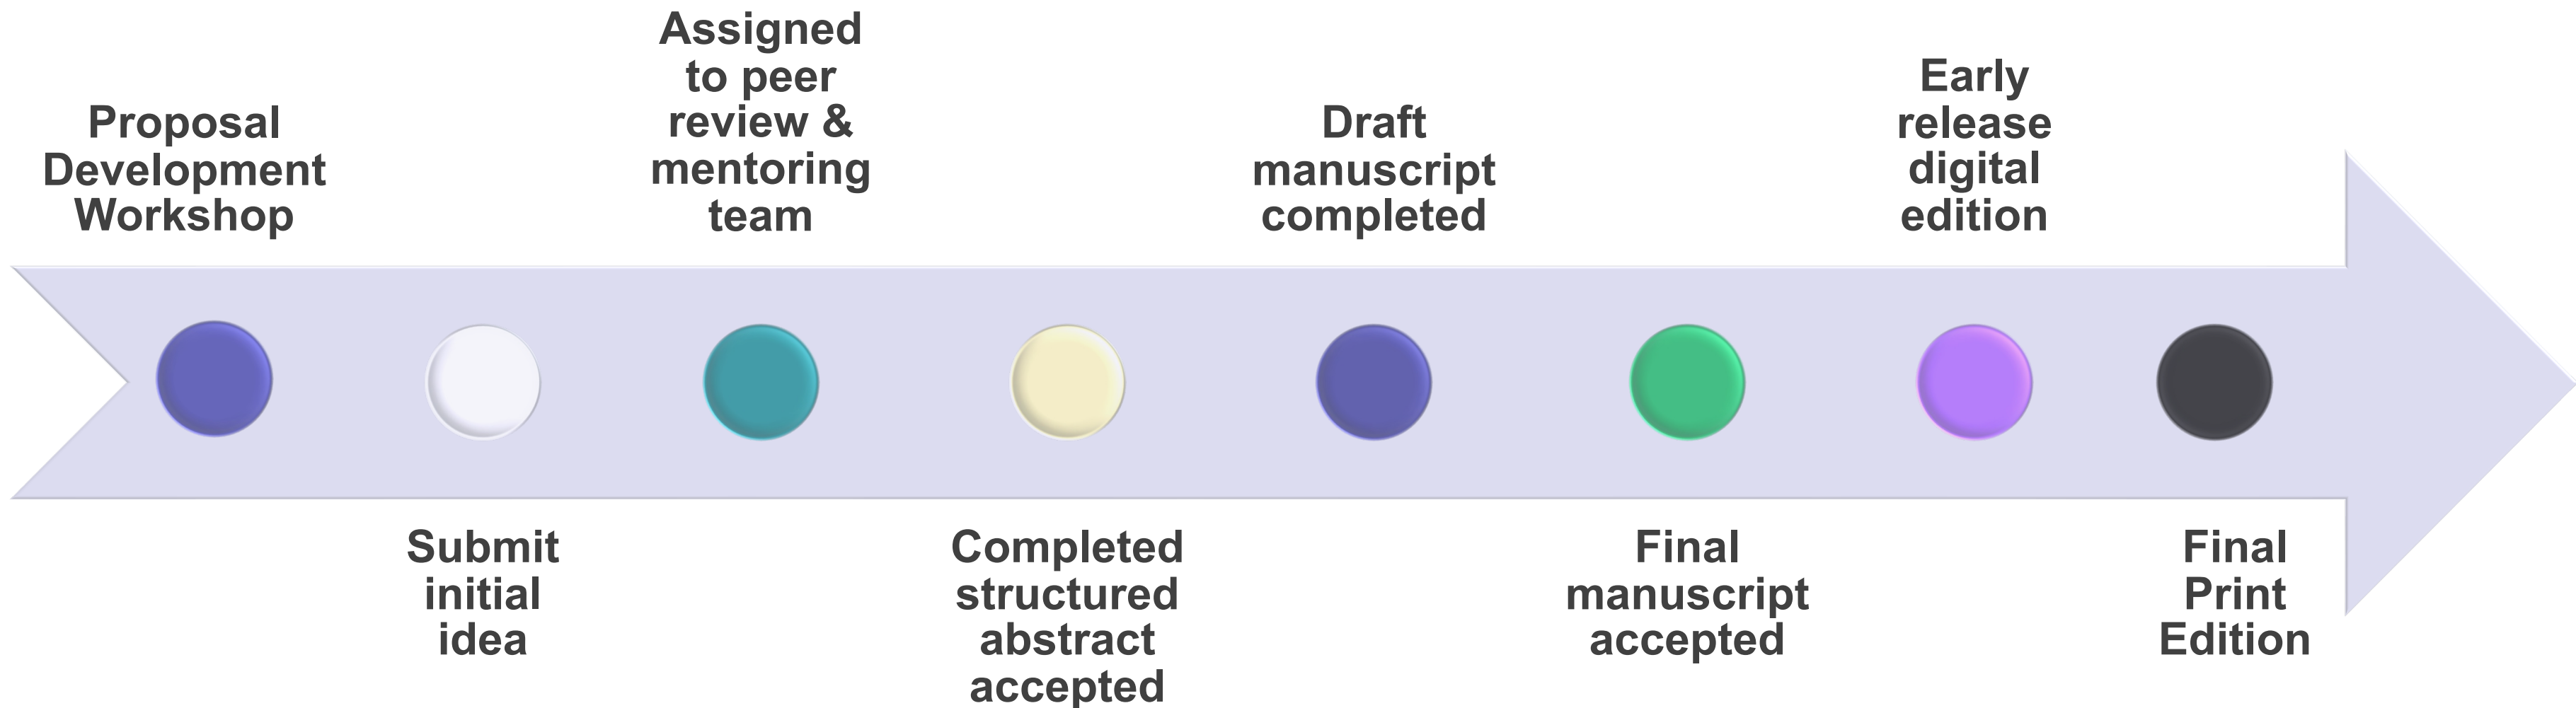 Proposal
Development
Workshop
Submit
initial
idea
Assigned
to peer
review &
mentoring
team
Completed
structured
abstract
accepted
Draft
manuscript
completed
Final
manuscript
accepted
Early
release
digital
edition
Final
Print
Edition